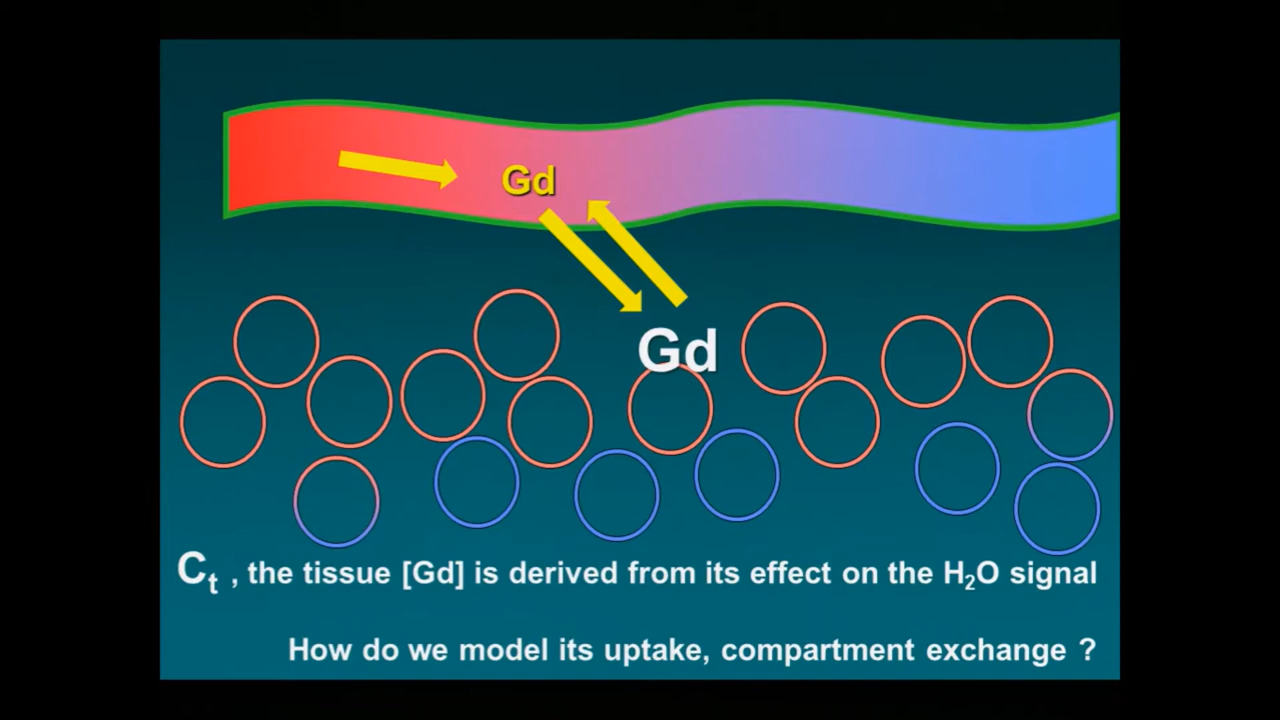 Gd
Gd
Ct , the tissue [Gd] is derived from its effect on the H2O signal
How do we model its uptake, compartment exchange ?